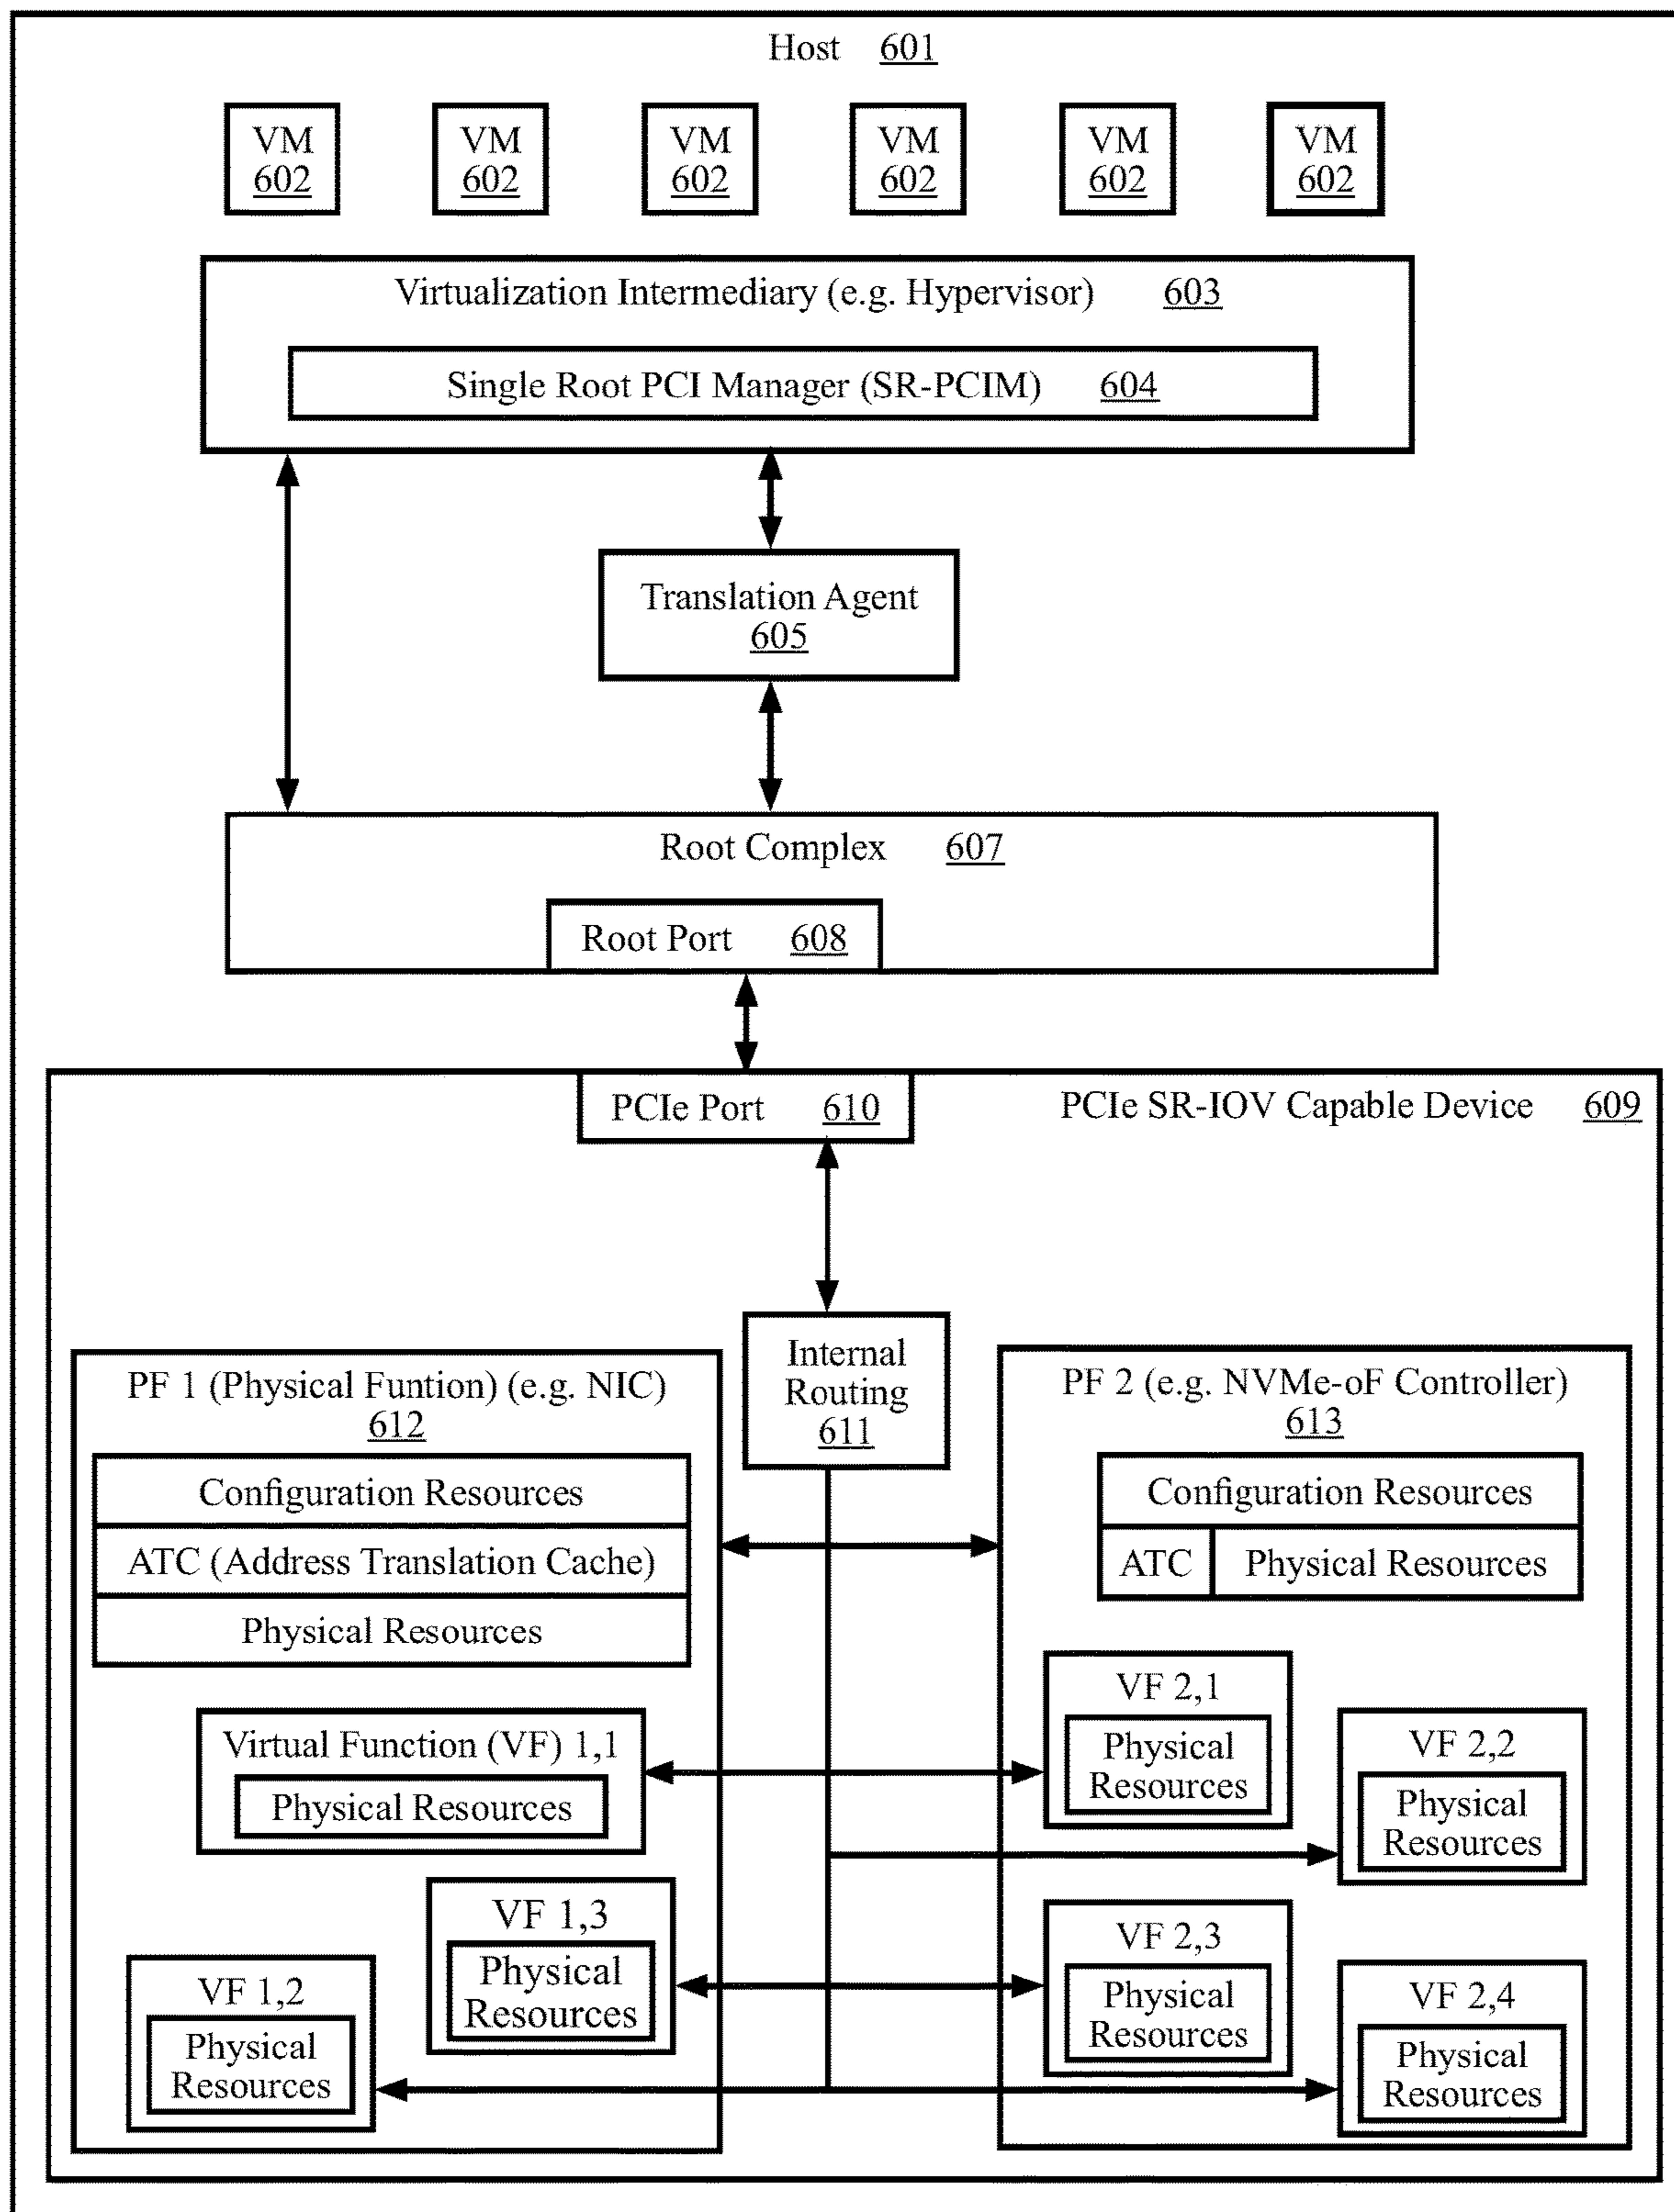 Host 601
VM
602
VM
602
VM
602
VM
602
VM
602
VM
602
Virtualization Intermediary (e.g. Hypervisor) 603
Single Root PCI Manager (SR-PCIM) 604
Translation Agent
605
Root Complex 607
Root Port 608
PCIe Port 610
PCIe SR-IOV Capable Device 609
Internal
Routing
611
PF 1 (Physical Funtion) (e.g. NIC)
612
Configuration Resources
ATC (Address Translation Cache)
Physical Resources
Virtual Function (VF) 1,1
Physical Resources
VF 1,3
Physical
Resources
VF 1,2
Physical
Resources
PF 2 (e.g. NVMe-oF Controller)
613
Configuration Resources
ATC
Physical Resources
VF 2,1
Physical
Resources
VF 2,2
Physical
Resources
VF 2,3
Physical
Resources
VF 2,4
Physical
Resources